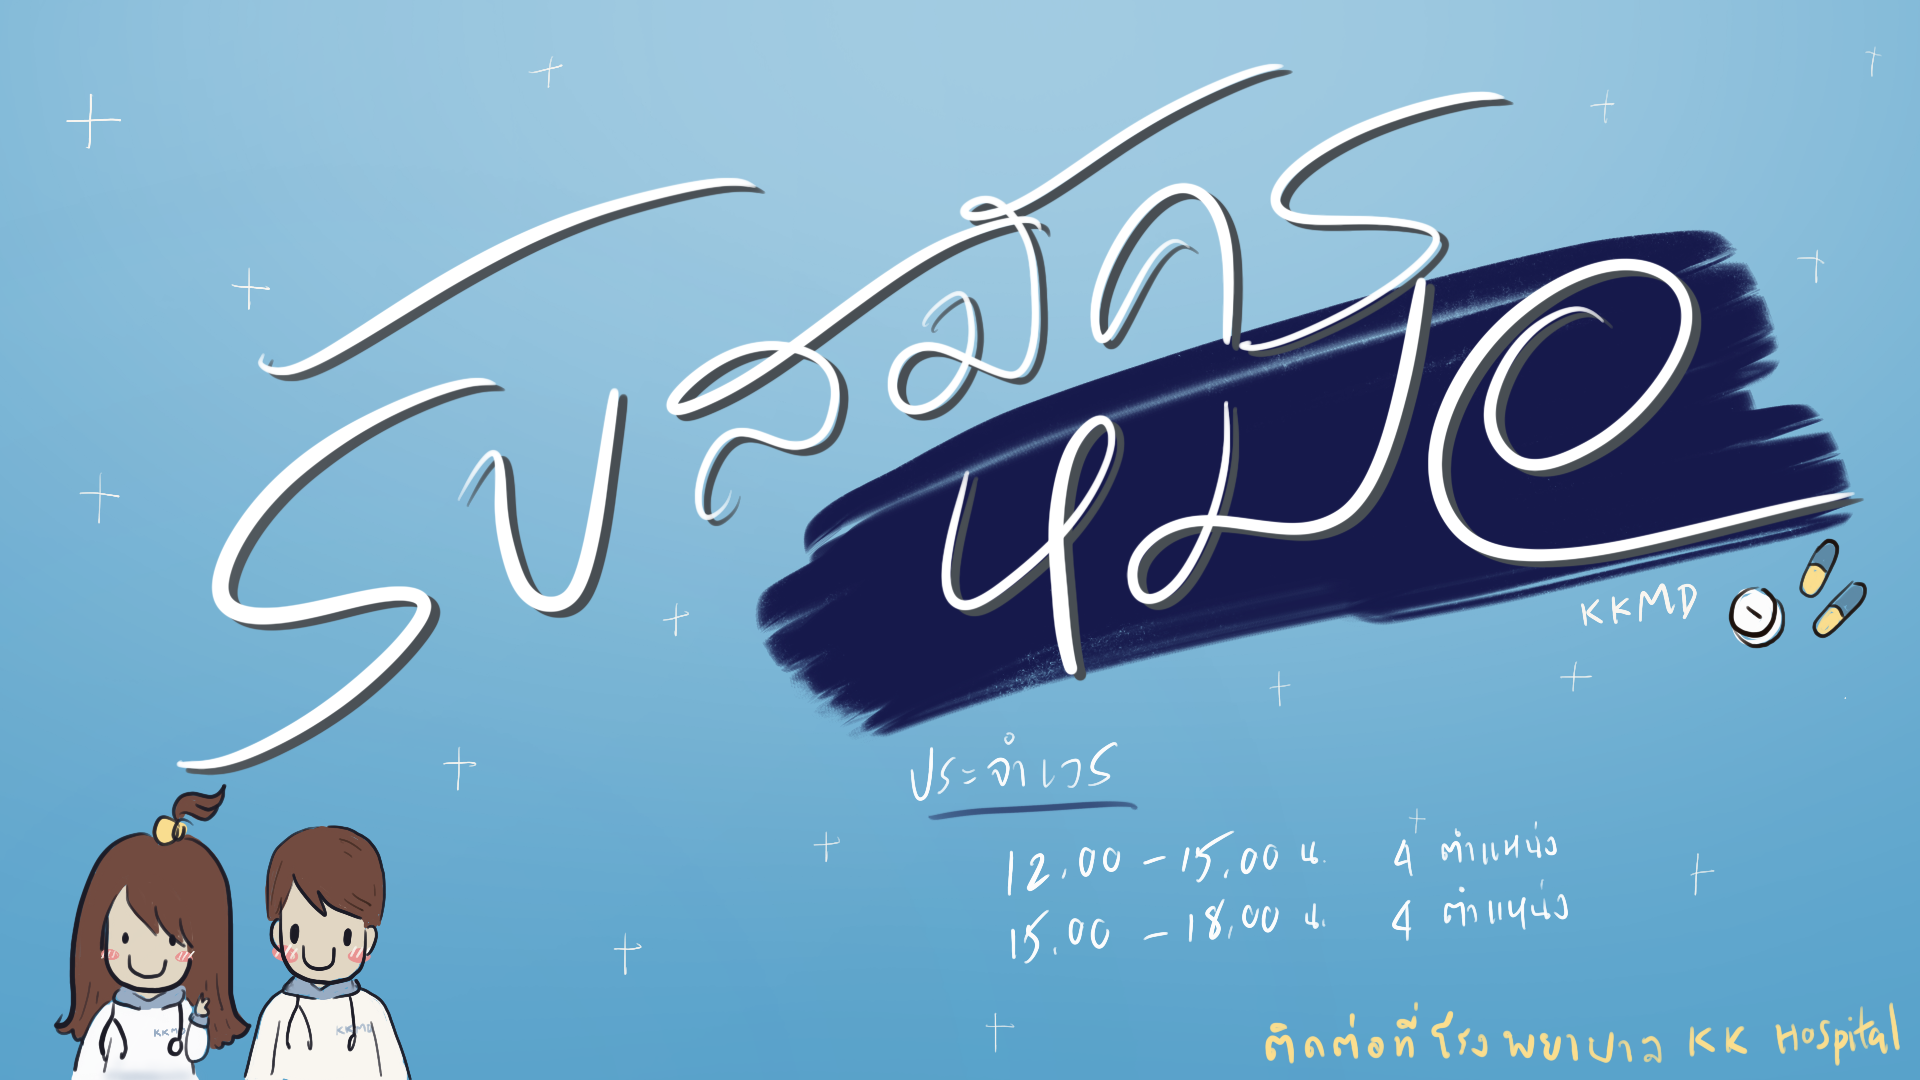 รับสมัคร
หมอ
KKMD
ประจำเวร
12.00 - 15.00 น. 4 ตำแหน่ง
15.00 - 18.00 น. 4 ตำแหน่ง
KKMD
KKMD
ติดต่อที่ โรงพยาบาล KK Hospital